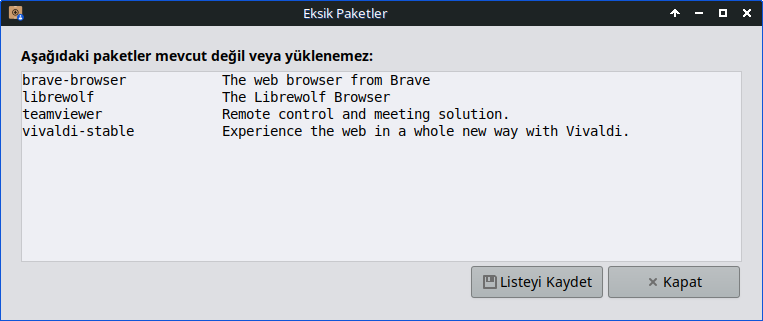 Eksik Paketler
Aşağıdaki paketler mevcut değil veya yüklenemez:
brave-browser The web browser from Brave
librewolf The Librewolf Browser
teamviewer Remote control and meeting solution.
vivaldi-stable Experience the web in a whole new way with Vivaldi.
Listeyi Kaydet Kapat